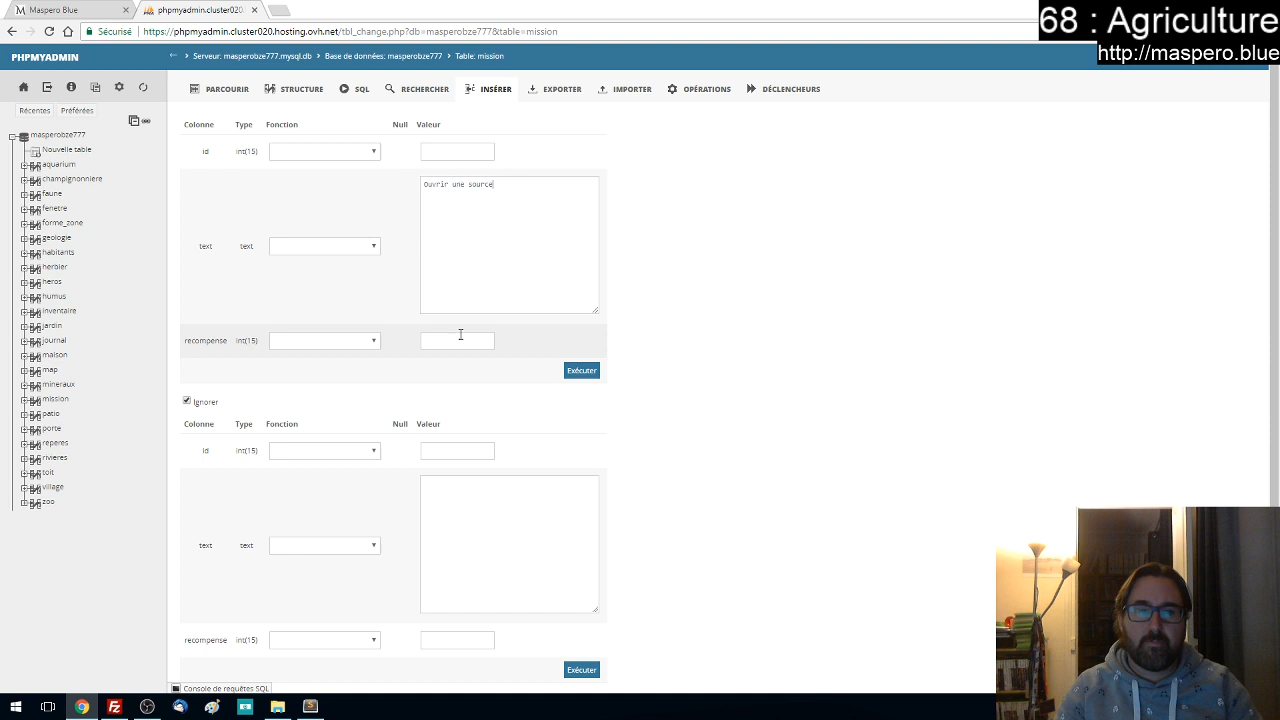 Maspero Blue
phpmyadmin.cluster020.
Sécurisé
https://phpmyadmin.cluster020.hosting.ovh.net/tbl_change.php?db=masperobze777&table=mission
68 : Agriculture
http://maspero.blue
PHPMYADMIN
Serveur: masperobze777.mysql.db » Base de données: masperobze777 » Table: mission
PARCOURIR STRUCTURE SQL RECHERCHER INSÉRER EXPORTER IMPORTER OPÉRATIONS DÉCLENCHEURS
Récentes Préférées
masperobze777
Nouvelle table
aquarium
champignonniere
faune
fenetre
forme_zone
geologie
habitants
herbier
heros
humus
inventaire
jardin
journal
maison
map
mineraux
mission
patio
porte
reperes
rivieres
toit
village
zoo
Colonne Type Fonction Null Valeur
id int(15)
text text Ouvrir une source
recompense int(15)
Exécuter
Ignorer
Colonne Type Fonction Null Valeur
id int(15)
text text
recompense int(15)
Exécuter
Console de requêtes SQL